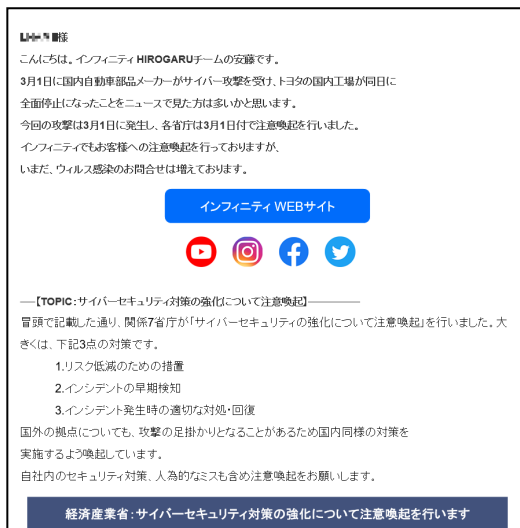 様
こんにちは。インフィニティ HIROGARUチームの安藤です。
3月1日に国内自動車部品メーカーがサイバー攻撃を受け、トヨタの国内工場が同日に
全面停止になったことをニュースで見た方は多いかと思います。
今回の攻撃は3月1日に発生し、各省庁は3月1日付で注意喚起を行いました。
インフィニティでもお客様への注意喚起を行っておりますが、
いまだ、ウィルス感染のお問合せは増えております。
インフィニティ WEBサイト
―【TOPIC:サイバーセキュリティ対策の強化について注意喚起】――――
冒頭で記載した通り、関係7省庁が「サイバーセキュリティの強化について注意喚起」を行いました。大
きくは、下記3点の対策です。
1.リスク低減のための措置
2.インシデントの早期検知
3.インシデント発生時の適切な対処・回復
国外の拠点についても、攻撃の足掛かりとなることがあるため国内同様の対策を
実施するよう喚起しています。
自社内のセキュリティ対策、人為的なミスも含め注意喚起をお願いします。
経済産業省:サイバーセキュリティ対策の強化について注意喚起を行います